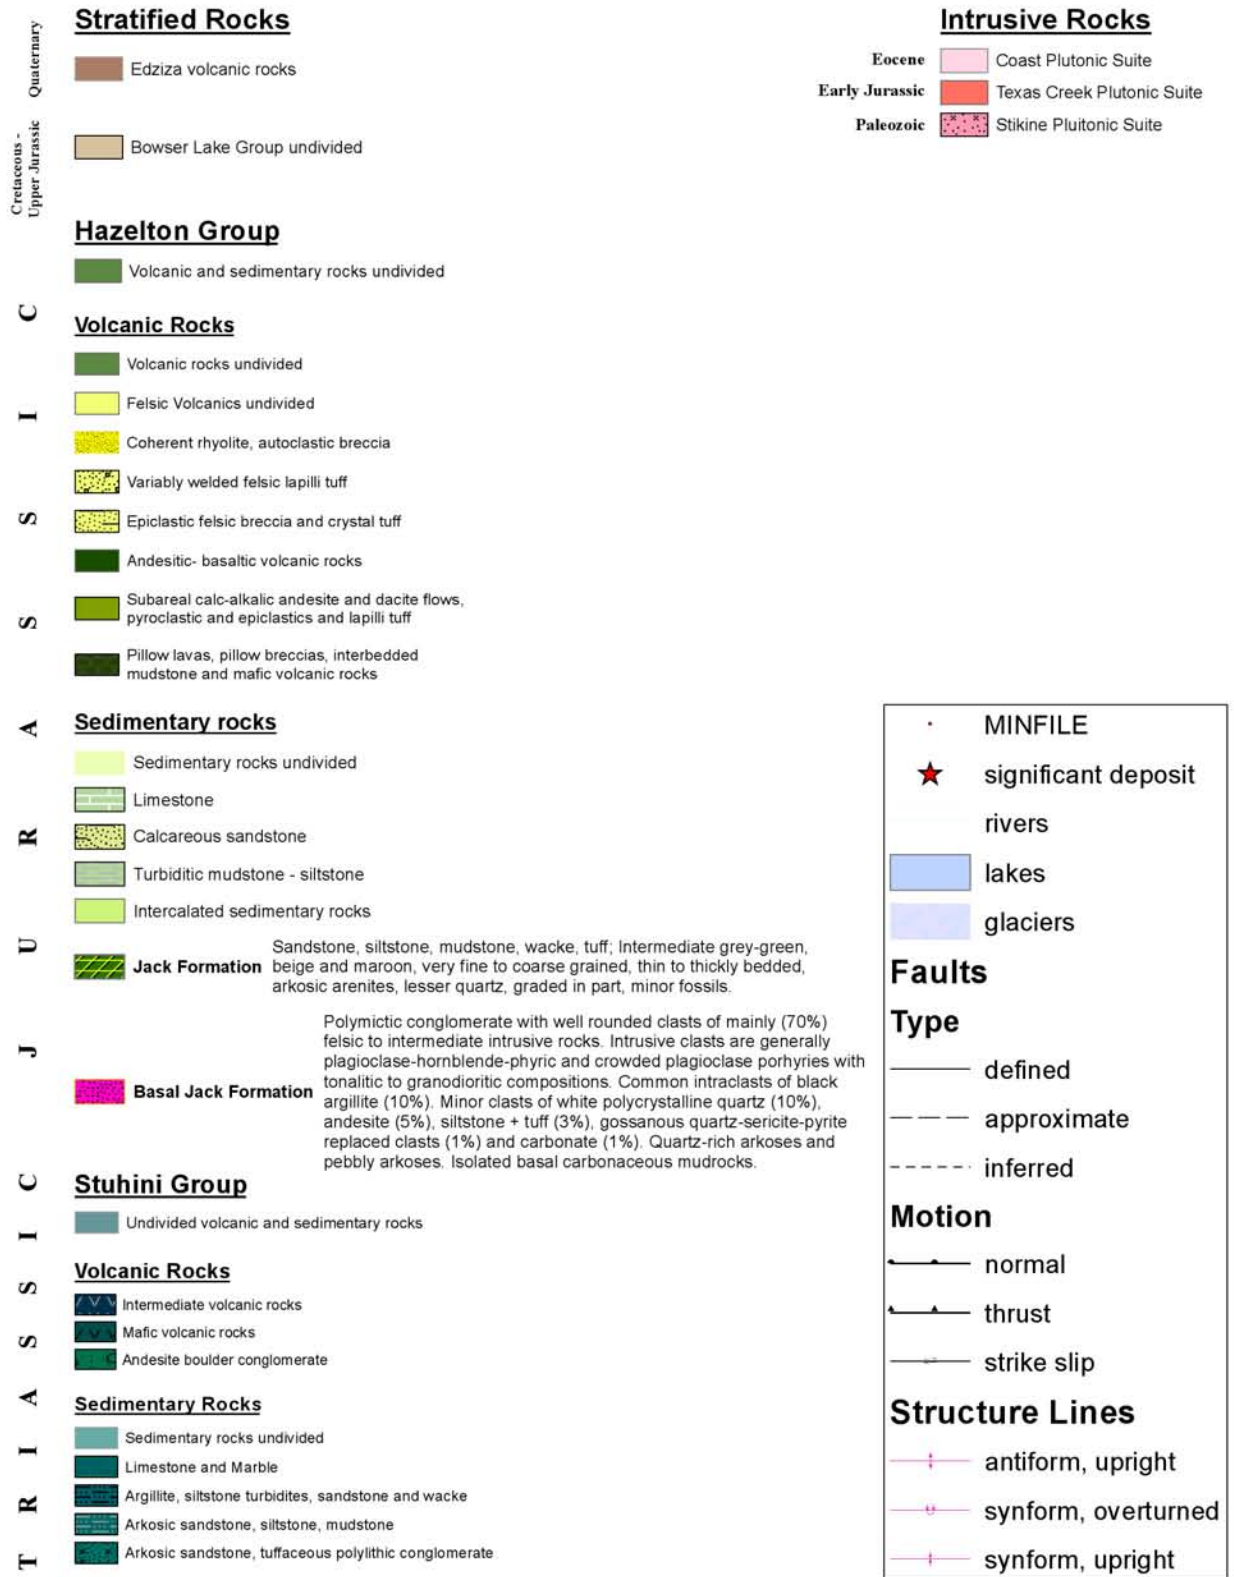 Stratified Rocks
Quaternary
Edziza volcanic rocks
Cretaceous -
Upper Jurassic
Bowser Lake Group undivided
Intrusive Rocks
Eocene
Coast Plutonic Suite
Early Jurassic
Texas Creek Plutonic Suite
Paleozoic
Stikine Pluitonic Suite
JURASSIC
Hazelton Group
Volcanic and sedimentary rocks undivided
Volcanic Rocks
Volcanic rocks undivided
Felsic Volcanics undivided
Coherent rhyolite, autoclastic breccia
Variably welded felsic lapilli tuff
Epiclastic felsic breccia and crystal tuff
Andesitic- basaltic volcanic rocks
Subareal calc-alkalic andesite and dacite flows,
pyroclastic and epiclastics and lapilli tuff
Pillow lavas, pillow breccias, interbedded
mudstone and mafic volcanic rocks
Sedimentary rocks
Sedimentary rocks undivided
Limestone
Calcareous sandstone
Turbiditic mudstone - siltstone
Intercalated sedimentary rocks
Jack Formation
Sandstone, siltstone, mudstone, wacke, tuff; Intermediate grey-green,
beige and maroon, very fine to coarse grained, thin to thickly bedded,
arkosic arenites, lesser quartz, graded in part, minor fossils.
Basal Jack Formation
Polymictic conglomerate with well rounded clasts of mainly (70%)
felsic to intermediate intrusive rocks. Intrusive clasts are generally
plagioclase-hornblende-phyric and crowded plagioclase porhyries with
tonalitic to granodioritic compositions. Common intraclasts of black
argillite (10%). Minor clasts of white polycrystalline quartz (10%),
andesite (5%), siltstone + tuff (3%), gossanous quartz-sericite-pyrite
replaced clasts (1%) and carbonate (1%). Quartz-rich arkoses and
pebbly arkoses. Isolated basal carbonaceous mudrocks.
TRIASSIC
Stuhini Group
Undivided volcanic and sedimentary rocks
Volcanic Rocks
Intermediate volcanic rocks
Mafic volcanic rocks
Andesite boulder conglomerate
Sedimentary Rocks
Sedimentary rocks undivided
Limestone and Marble
Argillite, siltstone turbidites, sandstone and wacke
Arkosic sandstone, siltstone, mudstone
Arkosic sandstone, tuffaceous polylithic conglomerate
MINFILE
significant deposit
rivers
lakes
glaciers
Faults
Type
defined
approximate
inferred
Motion
normal
thrust
strike slip
Structure Lines
antiform, upright
synform, overturned
synform, upright